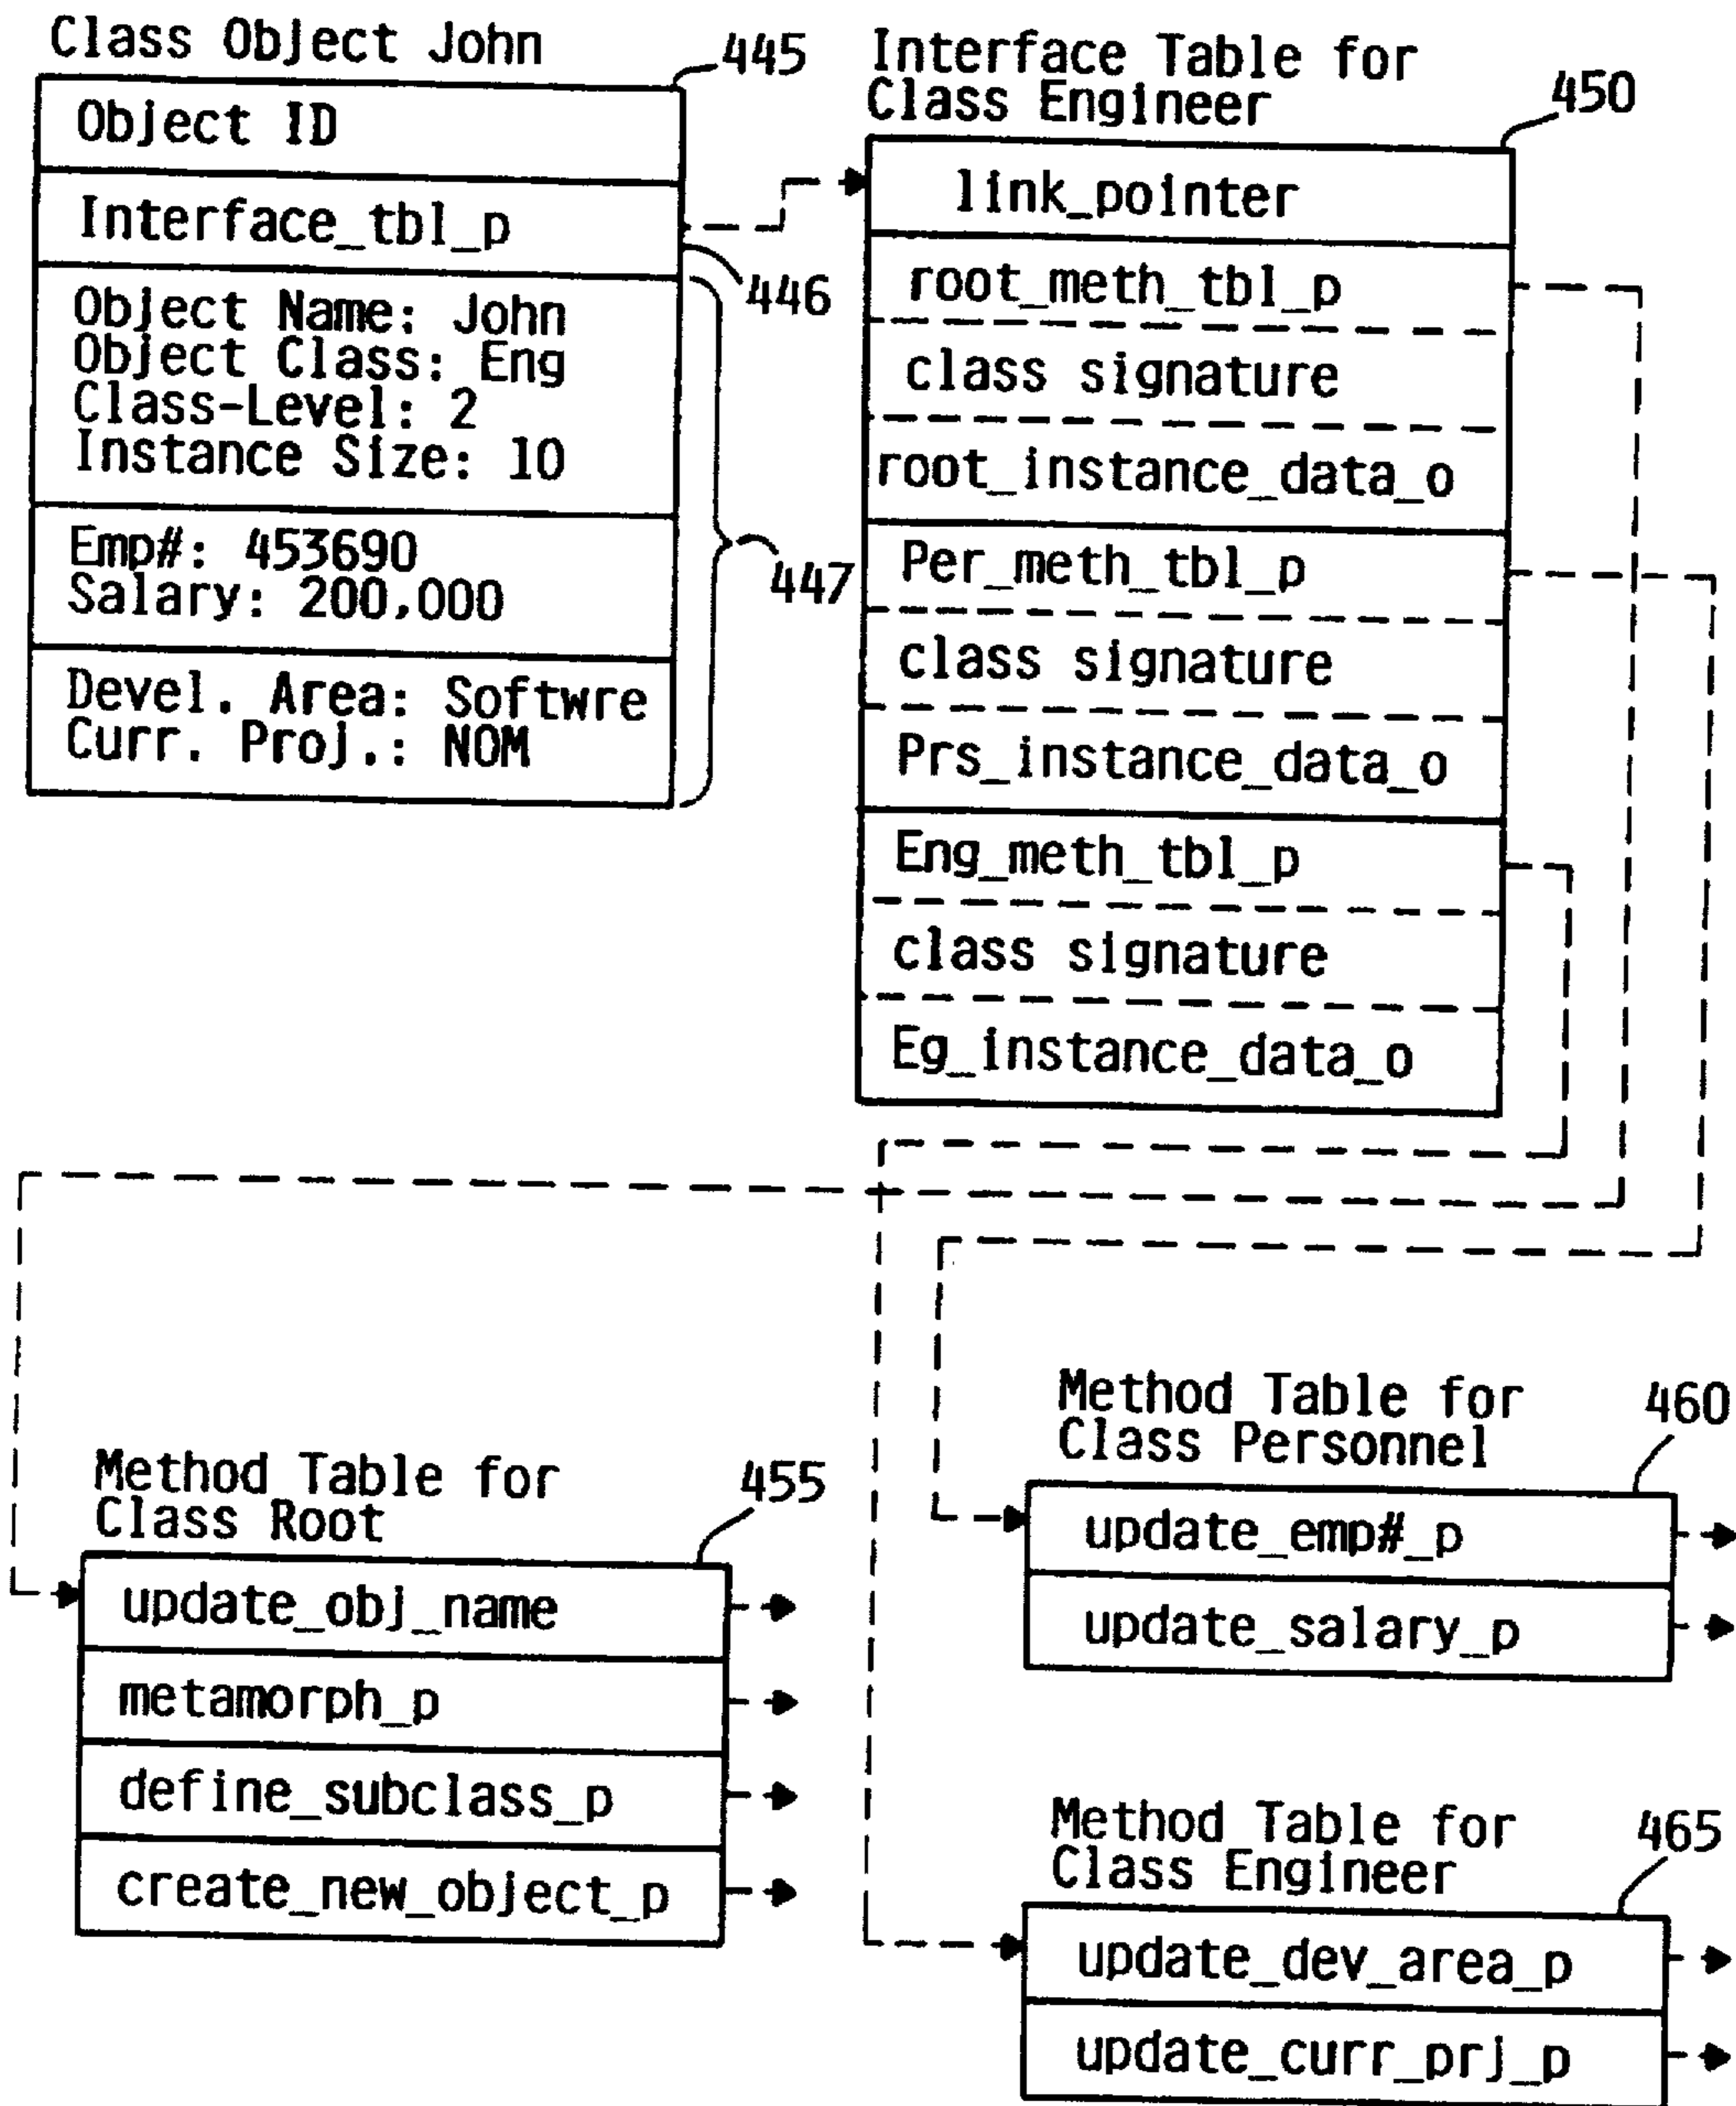 Class Object John
445
Object ID
Interface_tbl_p
446
Object Name: John
Object Class: Eng
Class-Level: 2
Instance Size: 10
447
Emp#: 453690
Salary: 200,000
Devel. Area: Softwre
Curr. Proj.: NOM
Interface Table for
Class Engineer
450
link_pointer
root_meth_tbl_p
class signature
root_instance_data_o
Per_meth_tbl_p
class signature
Prs_instance_data_o
Eng_meth_tbl_p
class signature
Eg_instance_data_o
Method Table for
Class Root
455
update_obj_name
metamorph_p
define_subclass_p
create_new_object_p
Method Table for
Class Personnel
460
update_emp#_p
update_salary_p
Method Table for
Class Engineer
465
update_dev_area_p
update_curr_prj_p